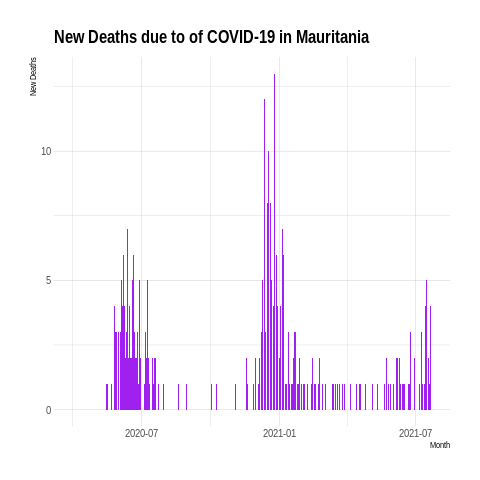 New Deaths due to of COVID-19 in Mauritania
New Deaths
10
5
0
2020-07
2021-01
2021-07
Month